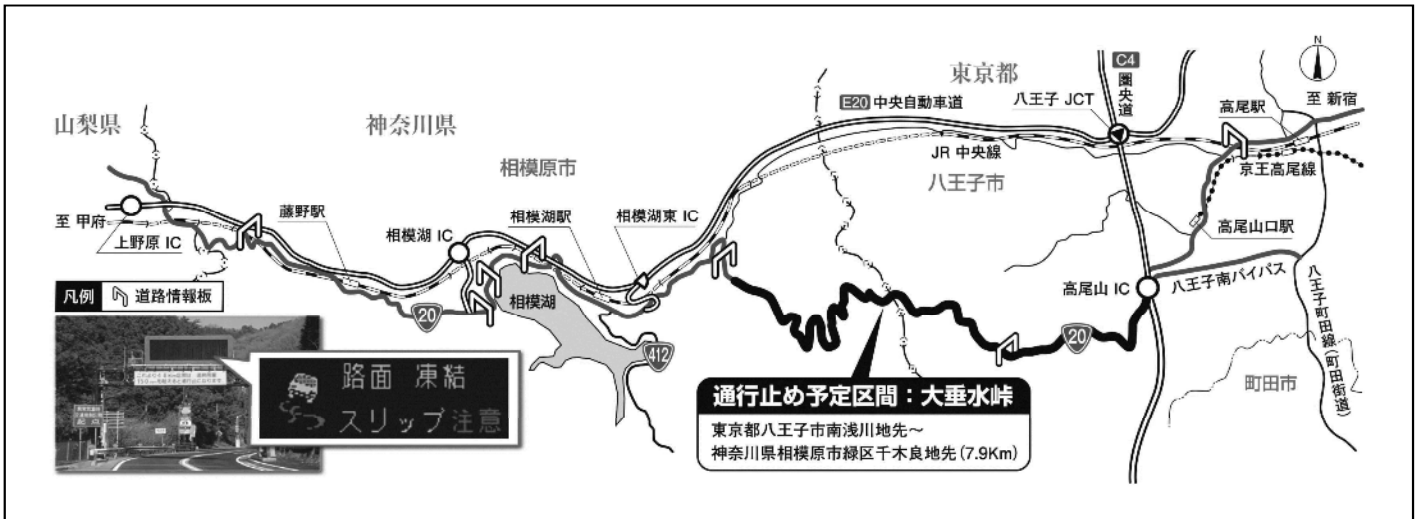 N
東京都
C4
圏央道
八王子 JCT
高尾駅
至 新宿
E20 中央自動車道
山梨県
神奈川県
相模原市
JR 中央線
八王子市
京王高尾線
至 甲府
上野原 IC
藤野駅
相模湖 IC
相模湖駅
相模湖東 IC
高尾山口駅
高尾山 IC
八王子南バイパス
八王子町田線(町田街道)
町田市
凡例
道路情報板
20
相模湖
412
20
路面 凍結
スリップ注意
通行止め予定区間:大垂水峠
東京都八王子市南浅川地先~
神奈川県相模原市緑区千木良地先(7.9Km)